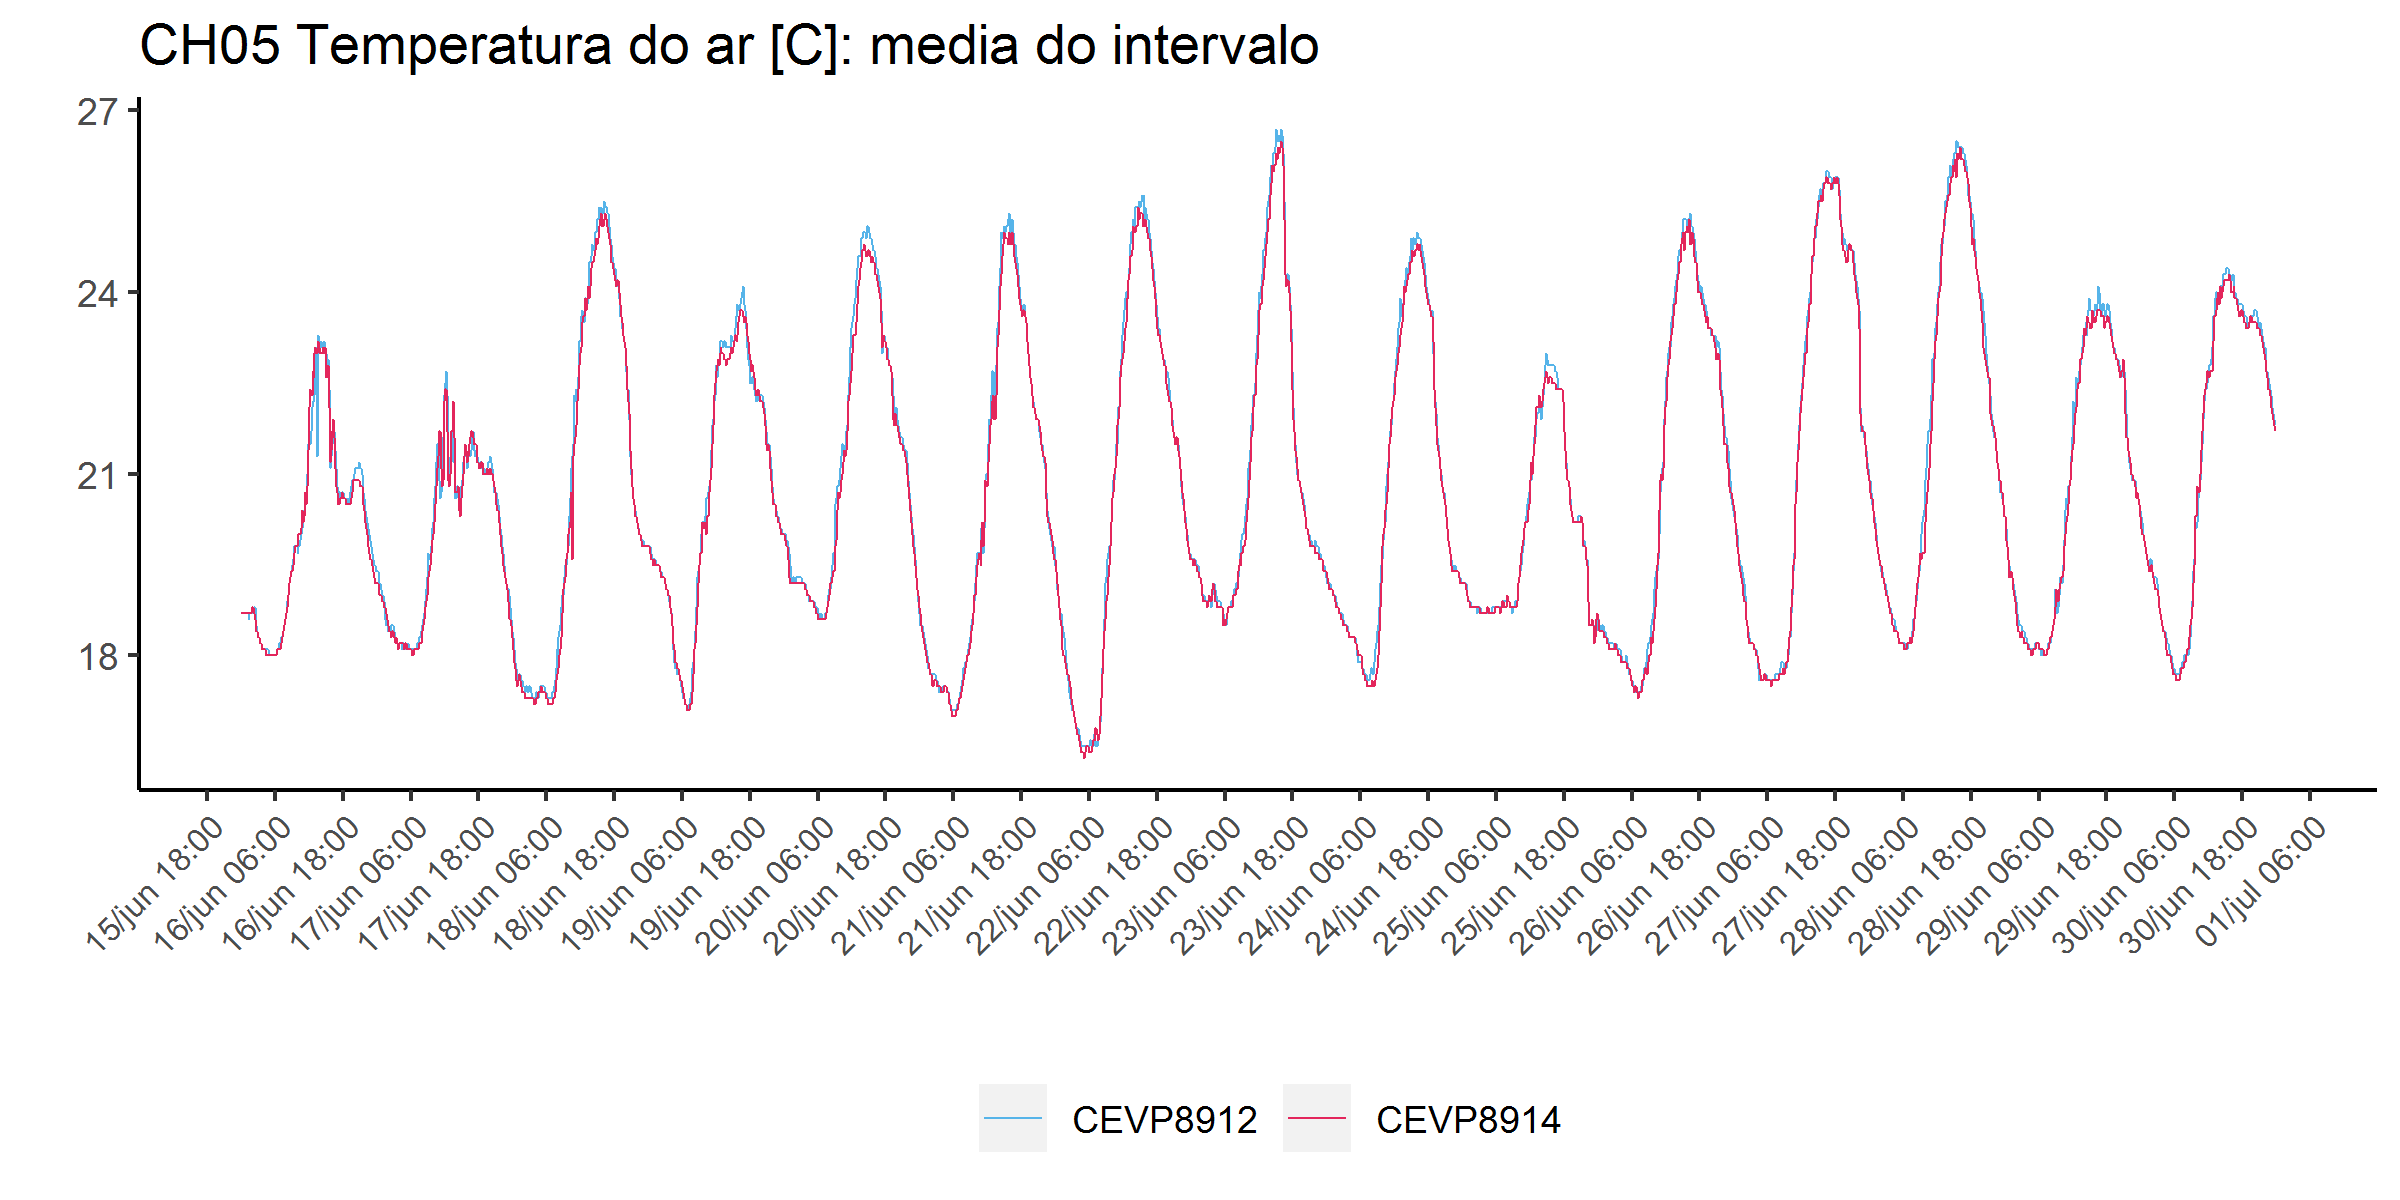 CH05 Temperatura do ar [C]: media do intervalo
27
24
21
18
15/jun 18:00
16/jun 06:00
16/jun 18:00
17/jun 06:00
17/jun 18:00
18/jun 06:00
18/jun 18:00
19/jun 06:00
19/jun 18:00
20/jun 06:00
20/jun 18:00
21/jun 06:00
21/jun 18:00
22/jun 06:00
22/jun 18:00
23/jun 06:00
23/jun 18:00
24/jun 06:00
24/jun 18:00
25/jun 06:00
25/jun 18:00
26/jun 06:00
26/jun 18:00
27/jun 06:00
27/jun 18:00
28/jun 06:00
28/jun 18:00
29/jun 06:00
29/jun 18:00
30/jun 06:00
30/jun 18:00
01/jul 06:00
CEVP8912
CEVP8914